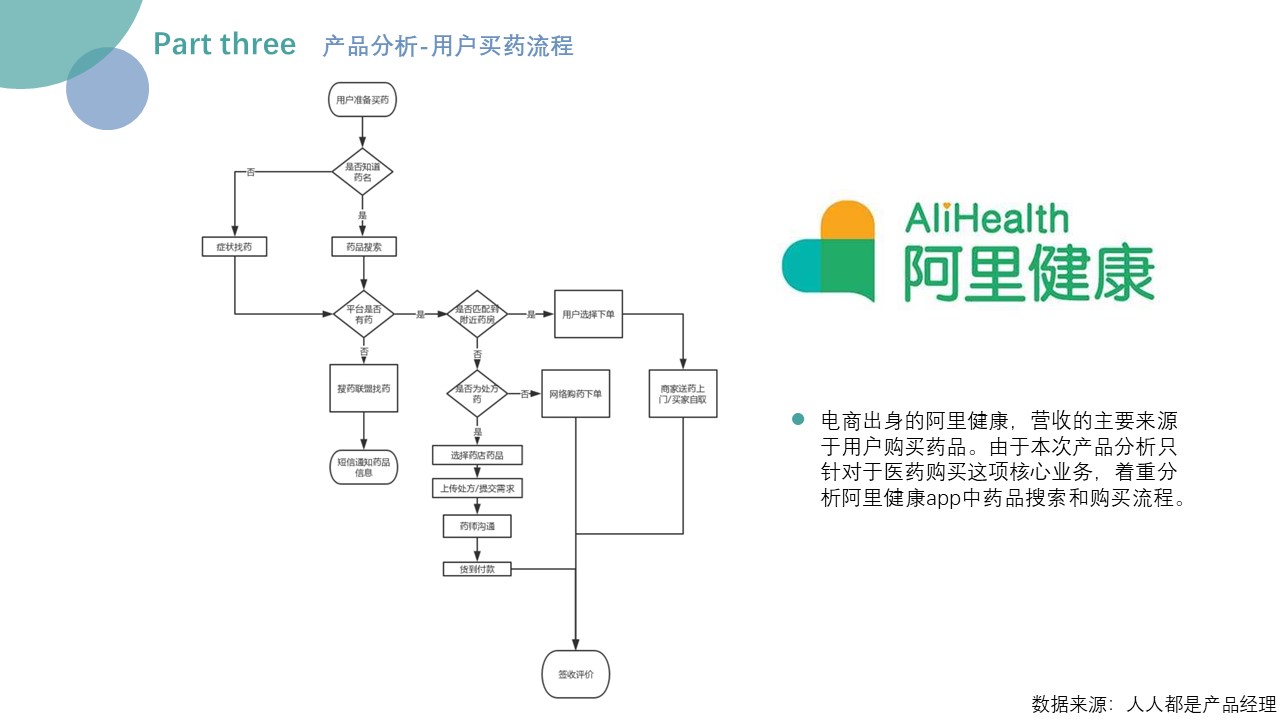 Part three 产品分析-用户买药流程
用户准备买药
是否知道
药名
否
是
症状找药
药品搜索
平台是否
有药
是
是否匹配到
附近药房
是
用户选择下单
否
否
搜药联盟找药
是否为处方
药
否
网络购药下单
商家送药上
门/买家自取
是
短信通知药品
信息
选择药店药品
上传处方/提交需求
药师沟通
货到付款
签收评价
AliHealth
阿里健康
电商出身的阿里健康，营收的主要来源
于用户购买药品。由于本次产品分析只
针对于医药购买这项核心业务，着重分
析阿里健康app中药品搜索和购买流程。
数据来源：人人都是产品经理